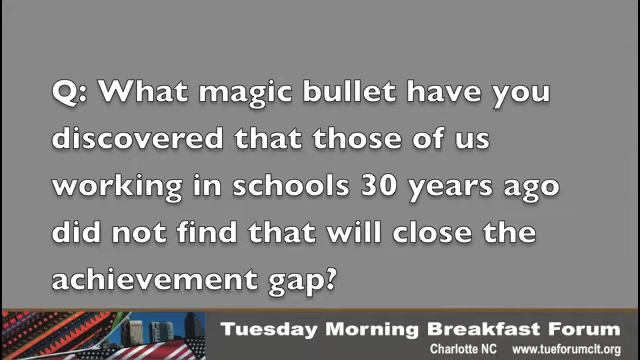 Q: What magic bullet have you
discovered that those of us
working in schools 30 years ago
did not find that will close the
achievement gap?
Tuesday Morning Breakfast Forum
Charlotte NC www.tueforumclt.org